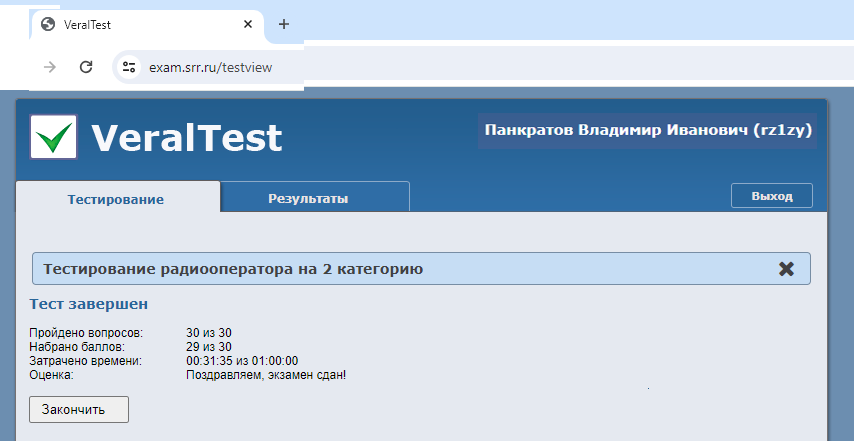 VeralTest
exam.srr.ru/testview
VeralTest
Панкратов Владимир Иванович (rz1zy)
Тестирование
Результаты
Выход
Тестирование радиооператора на 2 категорию
Тест завершен
Пройдено вопросов: 30 из 30
Набрано баллов: 29 из 30
Затрачено времени: 00:31:35 из 01:00:00
Оценка: Поздравляем, экзамен сдан!
Закончить